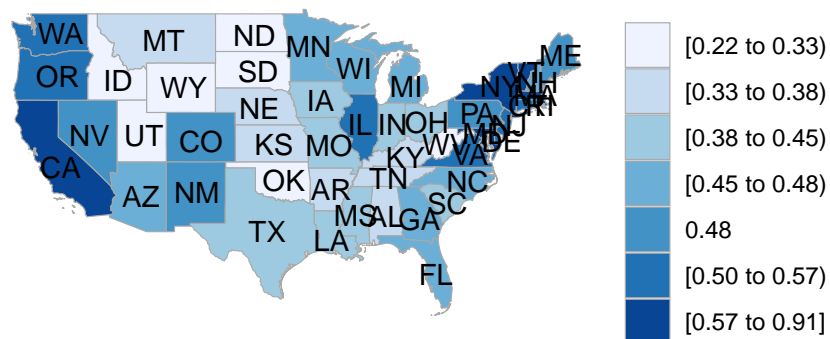 WA
MT
ND
MN
ME
OR
ID
SD
WI
MI
NY
VT
NH
WY
IA
NE
PA
NJ
NV
UT
CO
IL
IN
OH
MD
DE
CA
KS
MO
WV
VA
KY
AZ
NM
OK
AR
TN
NC
SC
TX
MS
AL
GA
LA
FL
[0.22 to 0.33)
[0.33 to 0.38)
[0.38 to 0.45)
[0.45 to 0.48)
0.48
[0.50 to 0.57)
[0.57 to 0.91]